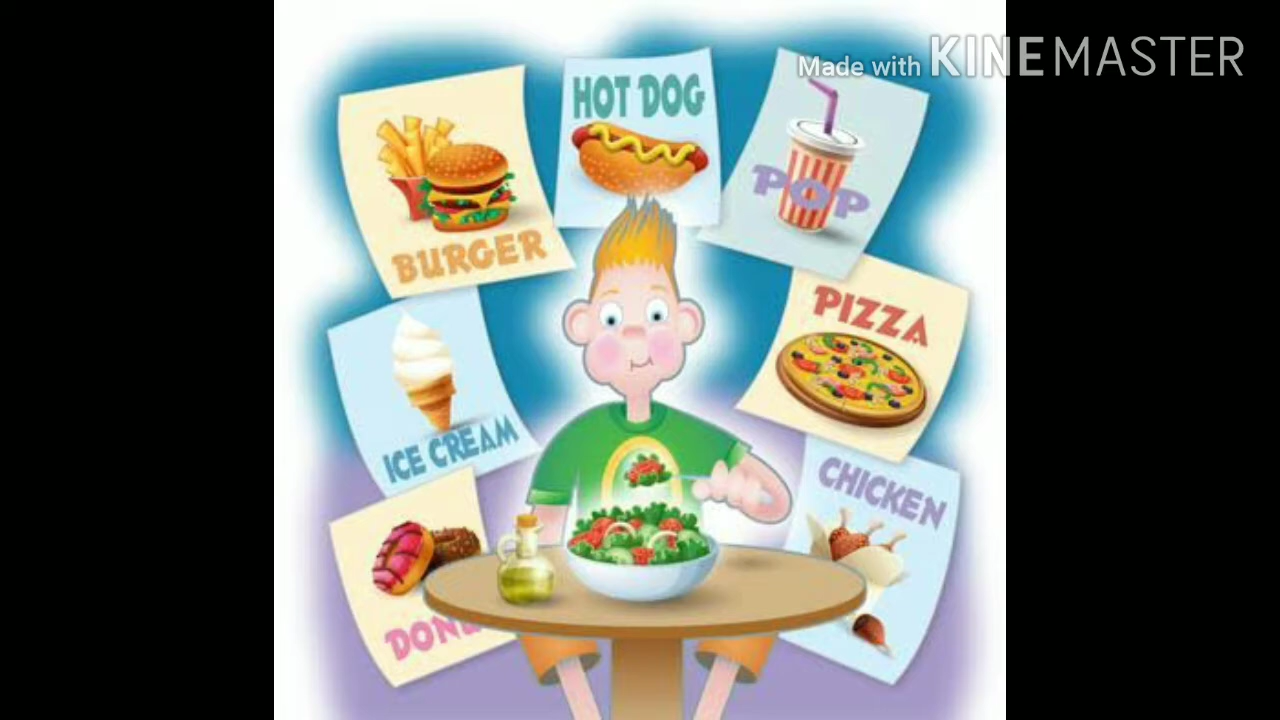 Made with KINEMASTER
HOT DOG
POP
BURGER
PIZZA
ICE CREAM
CHICKEN